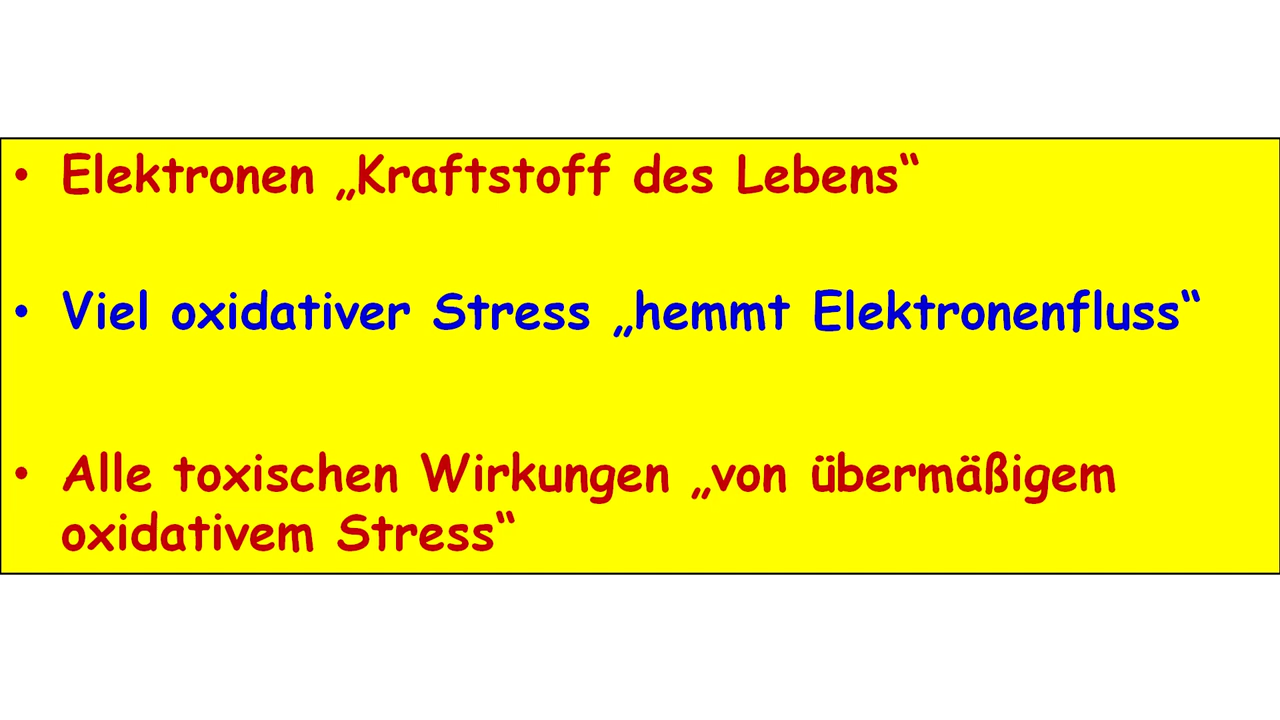 • Elektronen „Kraftstoff des Lebens“
• Viel oxidativer Stress „hemmt Elektronenfluss“
• Alle toxischen Wirkungen „von übermäßigem
oxidativem Stress“